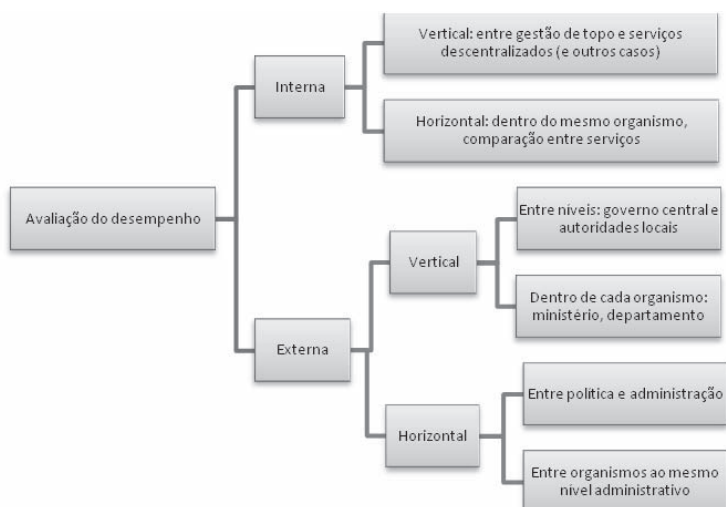 Vertical: entre gestão de topo e serviços
descentralizados (e outros casos)
Interna
Horizontal: dentro do mesmo organismo,
comparação entre serviços
Avaliação do desempenho
Entre níveis: governo central e
autoridades locais
Vertical
Dentro de cada organismo:
ministério, departamento
Externa
Entre política e administração
Horizontal
Entre organismos ao mesmo
nível administrativo